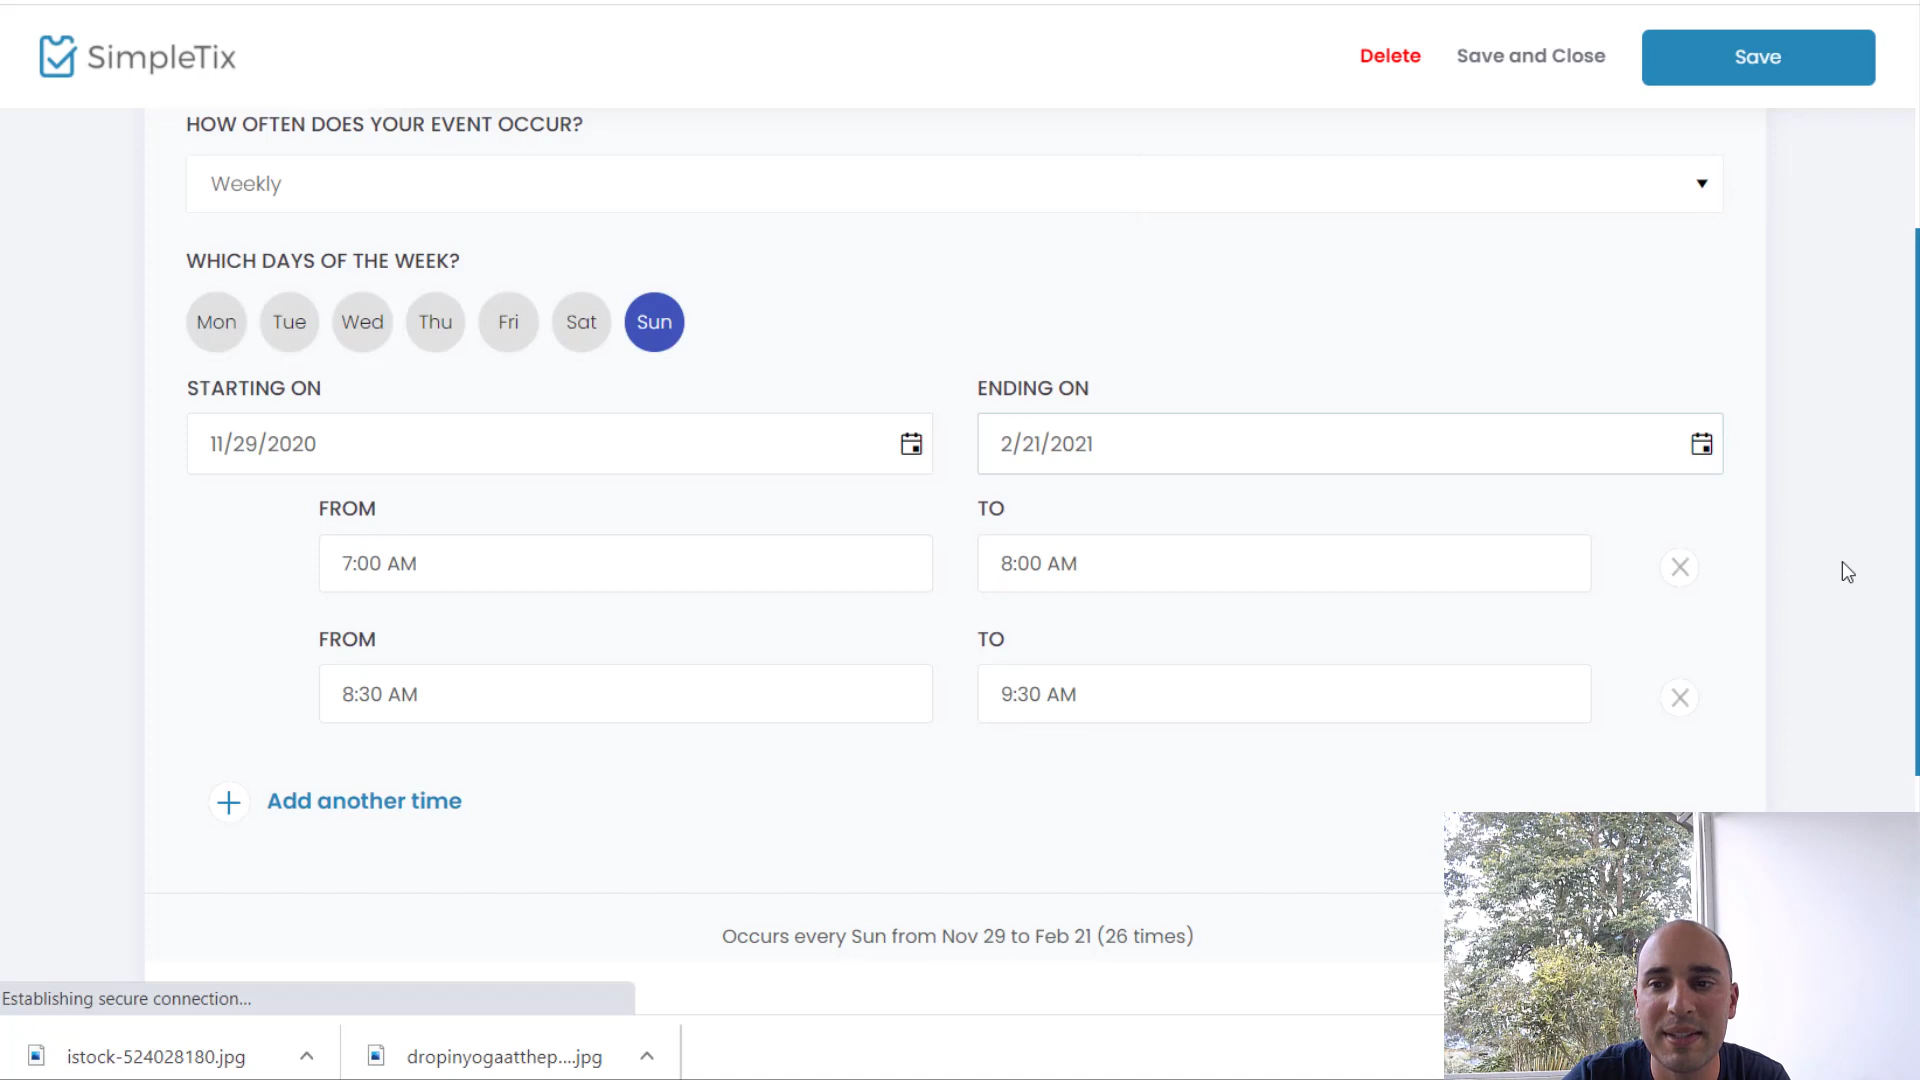 SimpleTix
Delete Save and Close Save
HOW OFTEN DOES YOUR EVENT OCCUR?
Weekly
WHICH DAYS OF THE WEEK?
Mon Tue Wed Thu Fri Sat Sun
STARTING ON ENDING ON
11/29/2020 2/21/2021
FROM TO
7:00 AM 8:00 AM
FROM TO
8:30 AM 9:30 AM
Add another time
Occurs every Sun from Nov 29 to Feb 21 (26 times)
Establishing secure connection...
istock-524028180.jpg dropinyogaatthep....jpg